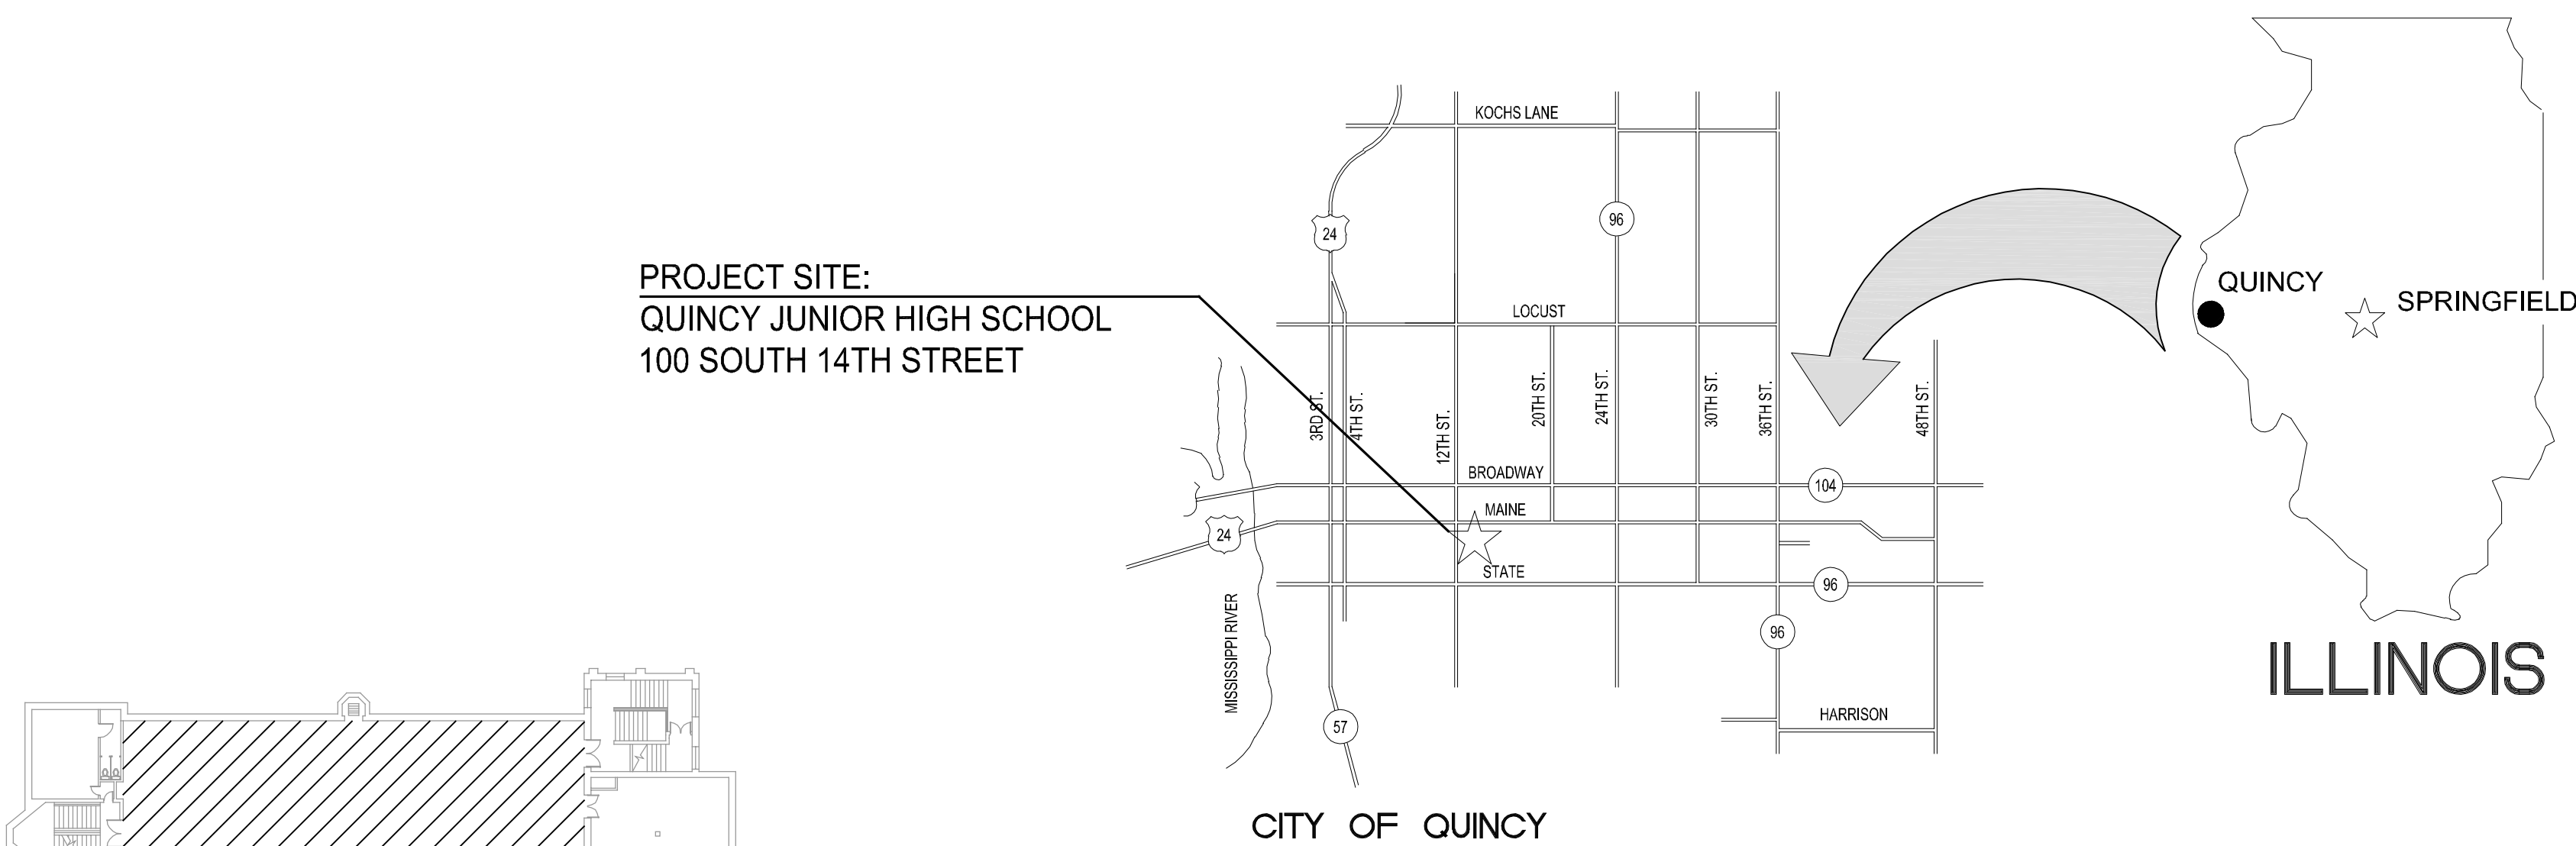 KOCHS LANE
96
24
PROJECT SITE:
QUINCY JUNIOR HIGH SCHOOL
100 SOUTH 14TH STREET
QUINCY
SPRINGFIELD
LOCUST
3RD ST.
4TH ST.
12TH ST.
20TH ST.
24TH ST.
30TH ST.
36TH ST.
48TH ST.
BROADWAY
104
MAINE
24
STATE
96
MISSISSIPPI RIVER
96
ILLINOIS
HARRISON
57
CITY OF QUINCY